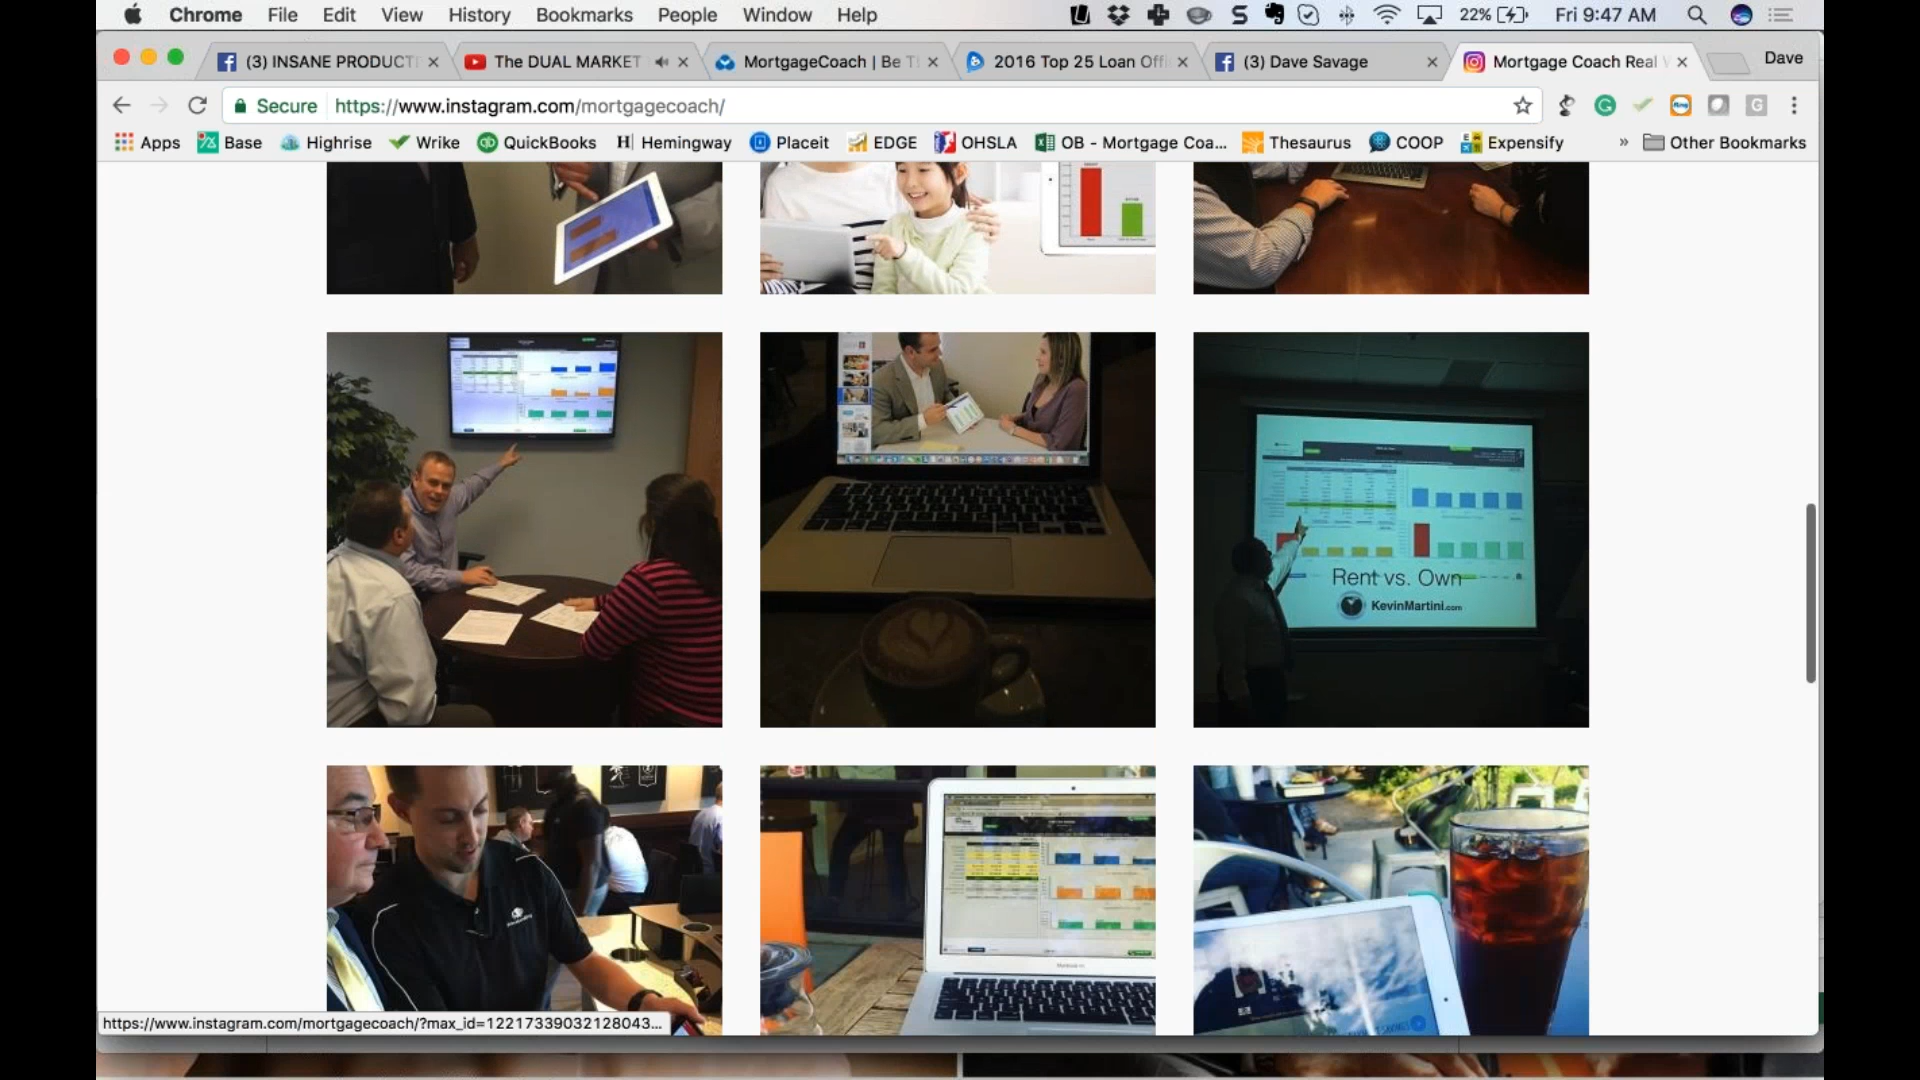 Chrome File Edit View History Bookmarks People Window Help 22% Fri 9:47 AM
(3) INSANE PRODUCTI The DUAL MARKET MortgageCoach | Be T 2016 Top 25 Loan Offi (3) Dave Savage Mortgage Coach Real Dave
Secure https://www.instagram.com/mortgagecoach/
Apps Base Highrise Wrike QuickBooks Hemingway Placeit EDGE OHSLA OB - Mortgage Coa... Thesaurus COOP Expensify » Other Bookmarks
Rent vs. Own
KevinMartini.com
https://www.instagram.com/mortgagecoach/?max_id=12217339032128043...